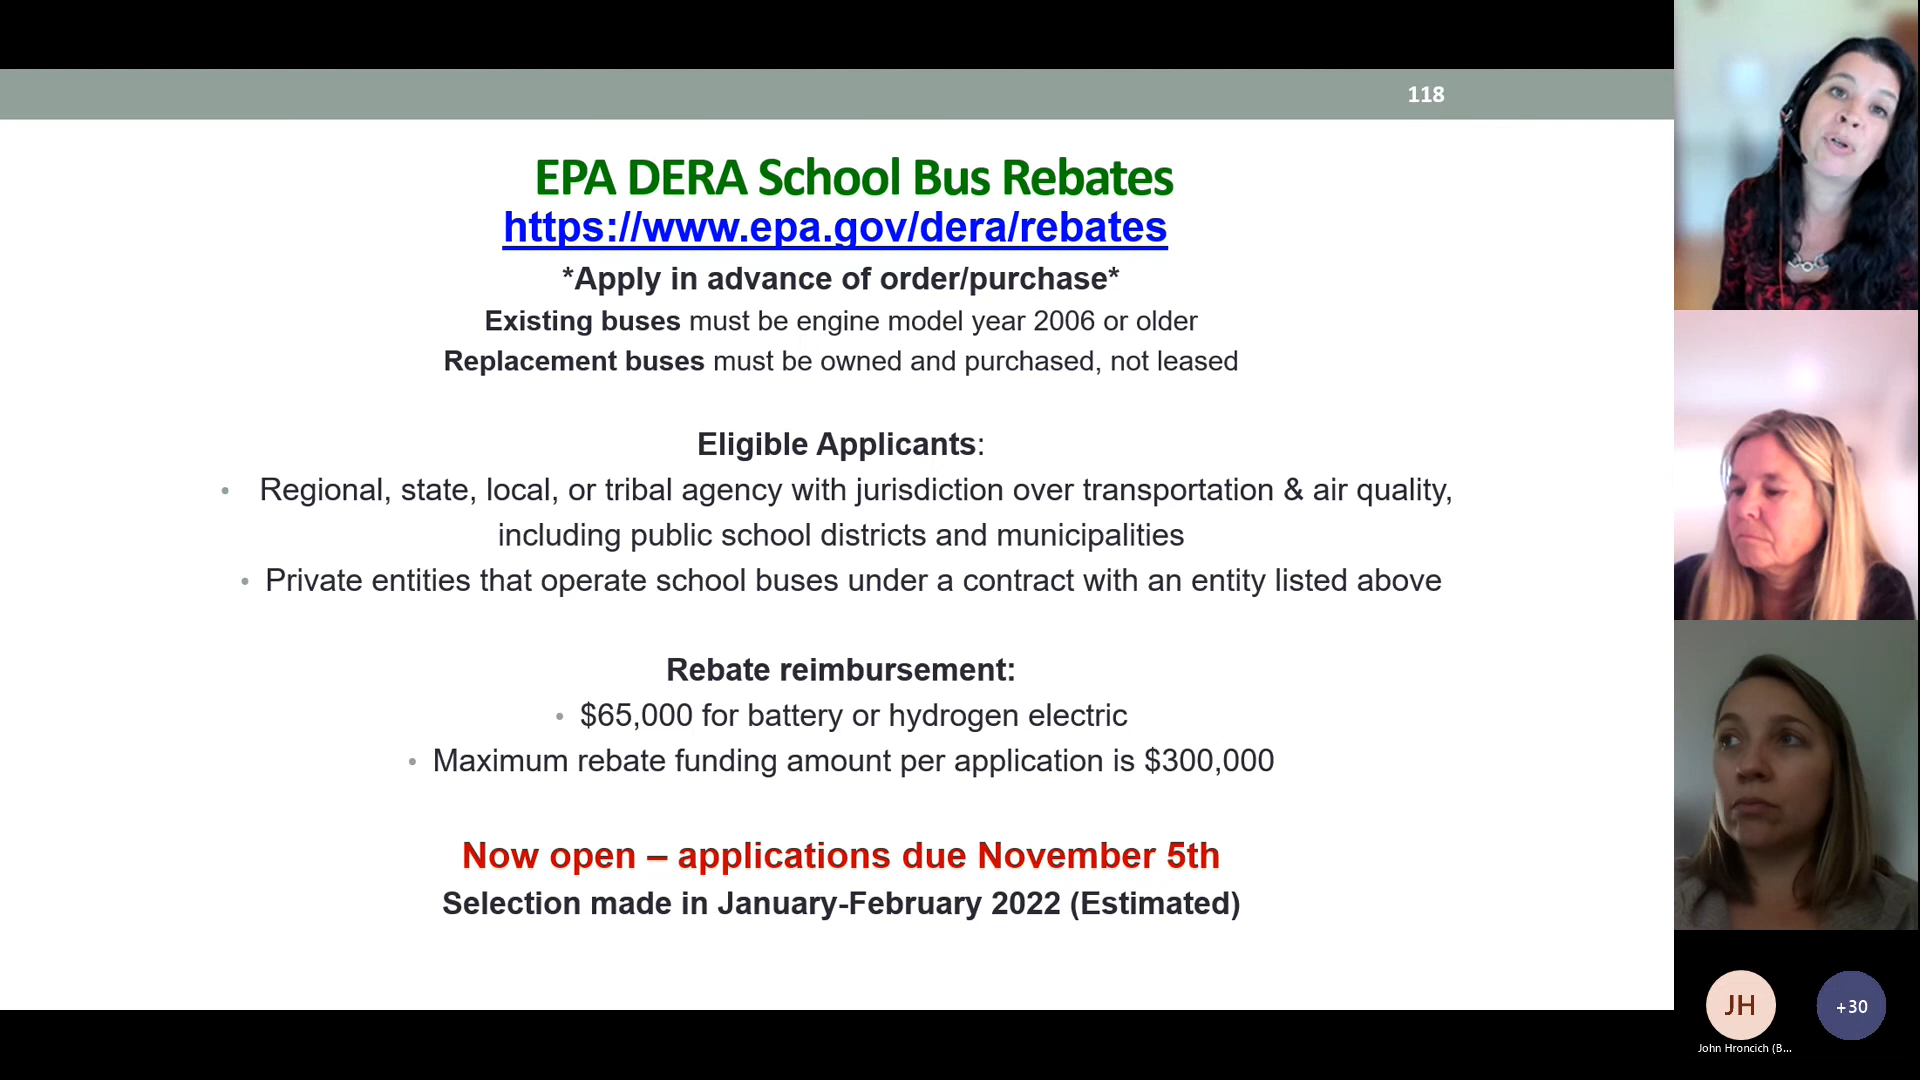 118
EPA DERA School Bus Rebates
https://www.epa.gov/dera/rebates
*Apply in advance of order/purchase*
Existing buses must be engine model year 2006 or older
Replacement buses must be owned and purchased, not leased
Eligible Applicants:
• Regional, state, local, or tribal agency with jurisdiction over transportation & air quality,
including public school districts and municipalities
• Private entities that operate school buses under a contract with an entity listed above
Rebate reimbursement:
• $65,000 for battery or hydrogen electric
• Maximum rebate funding amount per application is $300,000
Now open – applications due November 5th
Selection made in January-February 2022 (Estimated)
JH
+30
John Hroncich (B...